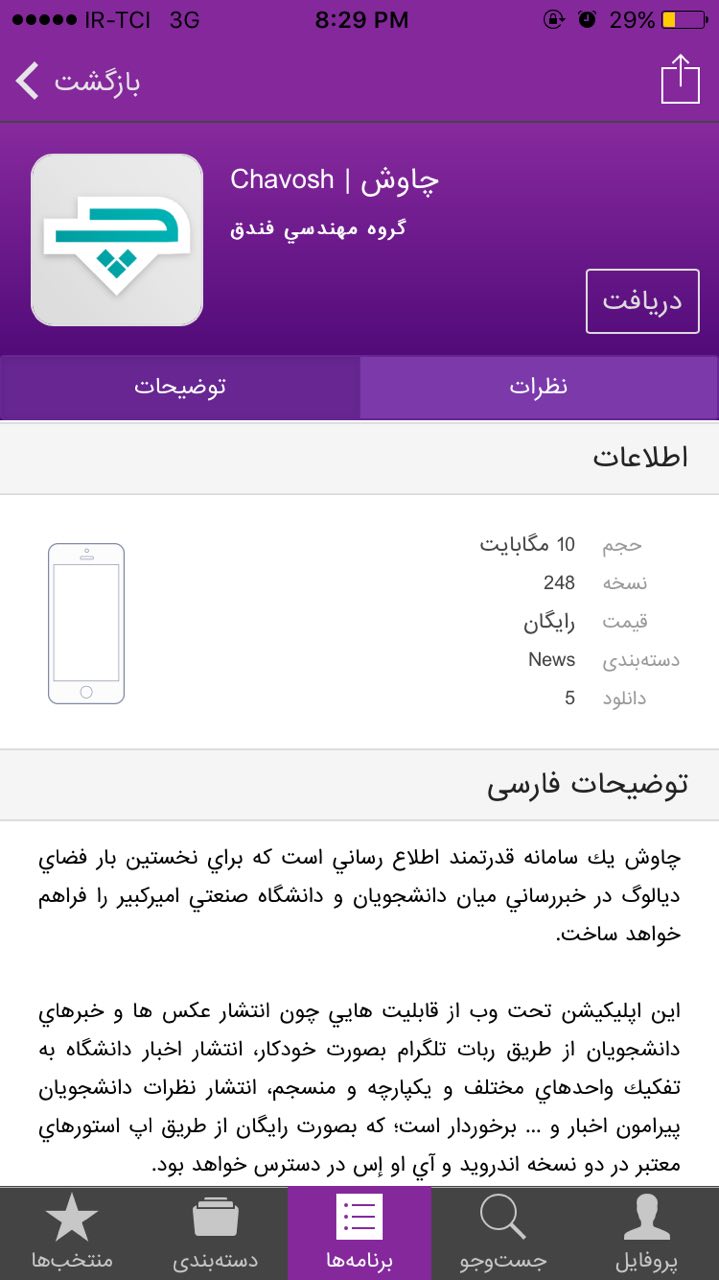 IR-TCI 3G 8:29 PM 29%
بازگشت
چاوش | Chavosh
گروه مهندسي فندق
دریافت
نظرات
توضیحات
اطلاعات
حجم 10 مگابایت
نسخه 248
قیمت رایگان
دسته‌بندی News
دانلود 5
توضیحات فارسی
چاوش يك سامانه قدرتمند اطلاع رساني است كه براي نخستين بار فضاي
ديالوگ در خبررساني ميان دانشجويان و دانشگاه صنعتي اميركبير را فراهم
خواهد ساخت.
اين اپليكيشن تحت وب از قابليت هايي چون انتشار عكس ها و خبرهاي
دانشجويان از طريق ربات تلگرام بصورت خودكار، انتشار اخبار دانشگاه به
تفكيك واحدهاي مختلف و يكپارچه و منسجم، انتشار نظرات دانشجويان
پيرامون اخبار و ... برخوردار است؛ كه بصورت رايگان از طريق اپ استورهاي
معتبر در دو نسخه اندرويد و آي او إس در دسترس خواهد بود.
پروفایل
جست‌وجو
برنامه‌ها
دسته‌بندی
منتخب‌ها